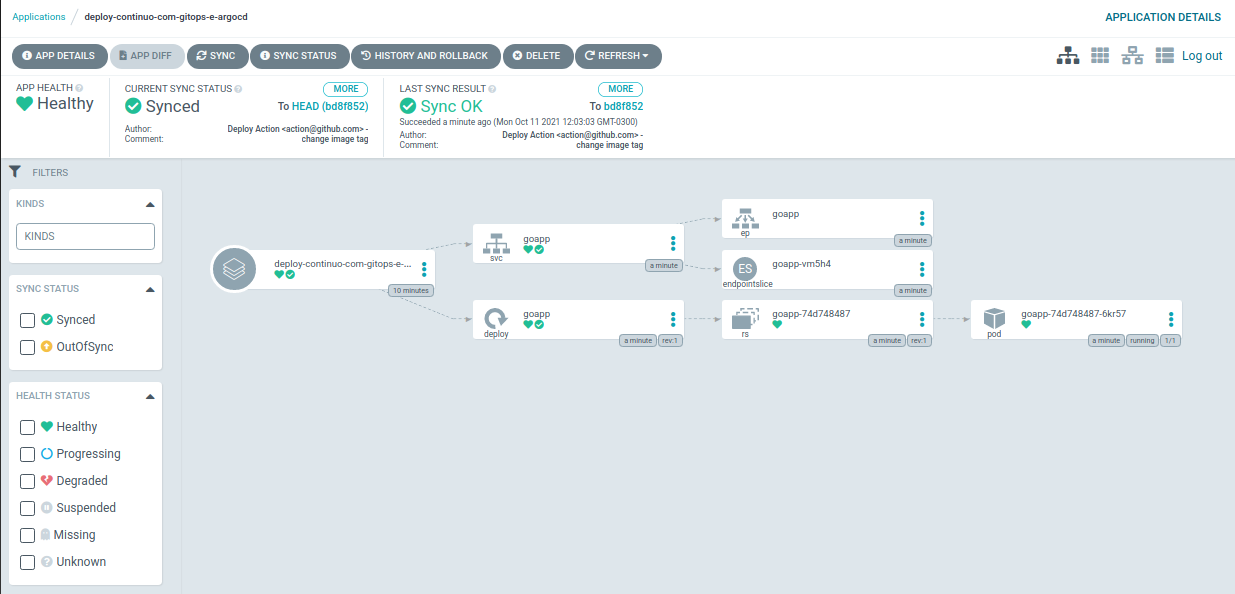 Applications / deploy-continuo-com-gitops-e-argocd
APPLICATION DETAILS
APP DETAILS
APP DIFF
SYNC
SYNC STATUS
HISTORY AND ROLLBACK
DELETE
REFRESH
Log out
APP HEALTH
Healthy
CURRENT SYNC STATUS
MORE
Synced
To HEAD (bd8f852)
Author: Deploy Action <action@github.com> -
Comment: change image tag
LAST SYNC RESULT
MORE
Sync OK
To bd8f852
Succeeded a minute ago (Mon Oct 11 2021 12:03:03 GMT-0300)
Author: Deploy Action <action@github.com> -
Comment: change image tag
FILTERS
KINDS
KINDS
SYNC STATUS
Synced
OutOfSync
HEALTH STATUS
Healthy
Progressing
Degraded
Suspended
Missing
Unknown
deploy-continuo-com-gitops-e-...
10 minutes
goapp
svc
a minute
goapp
deploy
a minute
rev:1
goapp
ep
a minute
ES
goapp-vm5h4
endpointslice
a minute
goapp-74d748487
rs
a minute
rev:1
goapp-74d748487-6kr57
pod
a minute
running
1/1